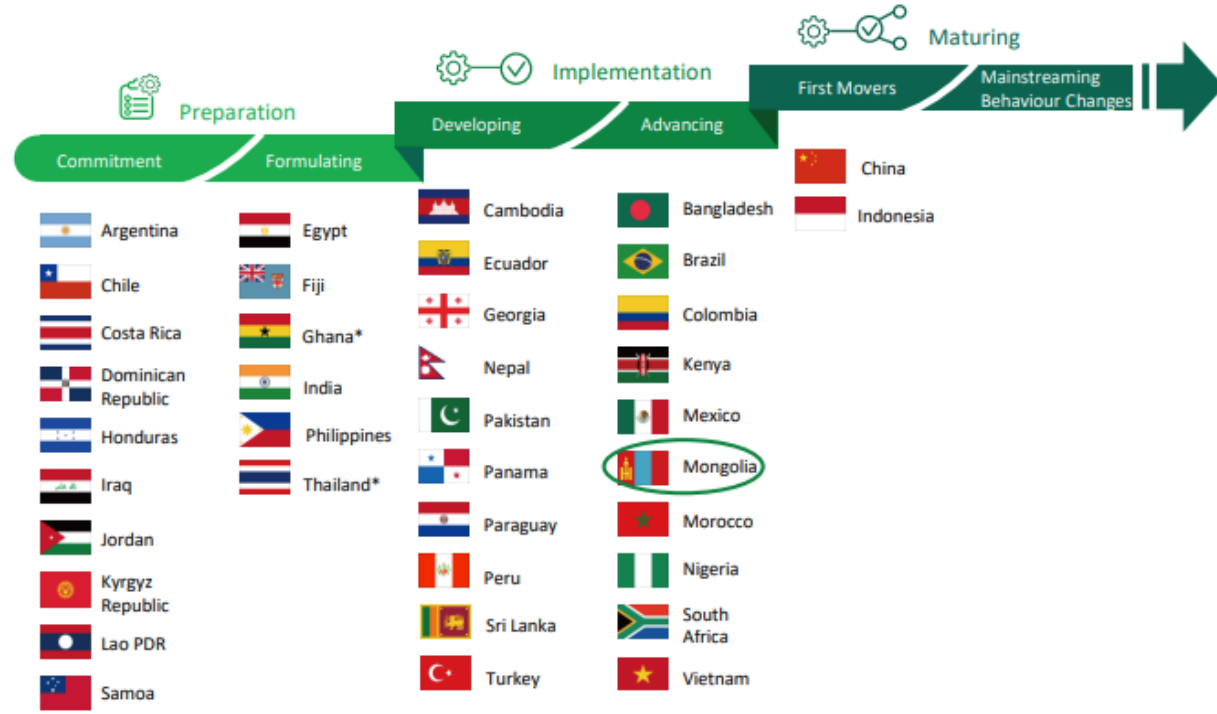 Preparation
Implementation
Maturing
Commitment
Formulating
Developing
Advancing
First Movers
Mainstreaming
Behaviour Changes
Argentina
Chile
Costa Rica
Dominican
Republic
Honduras
Iraq
Jordan
Kyrgyz
Republic
Lao PDR
Samoa
Egypt
Fiji
Ghana*
India
Philippines
Thailand*
Cambodia
Ecuador
Georgia
Nepal
Pakistan
Panama
Paraguay
Peru
Sri Lanka
Turkey
Bangladesh
Brazil
Colombia
Kenya
Mexico
Mongolia
Morocco
Nigeria
South
Africa
Vietnam
China
Indonesia